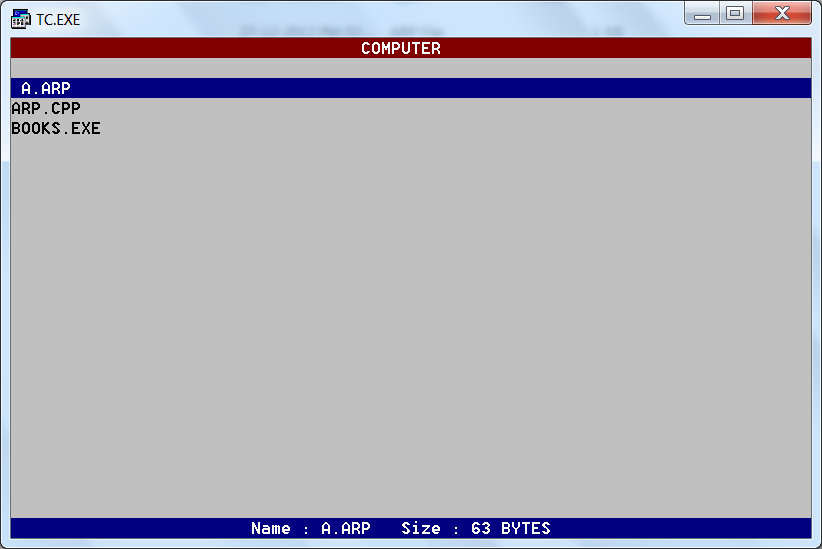 TC.EXE
COMPUTER
A.ARP
ARP.CPP
BOOKS.EXE
Name : A.ARP   Size : 63 BYTES